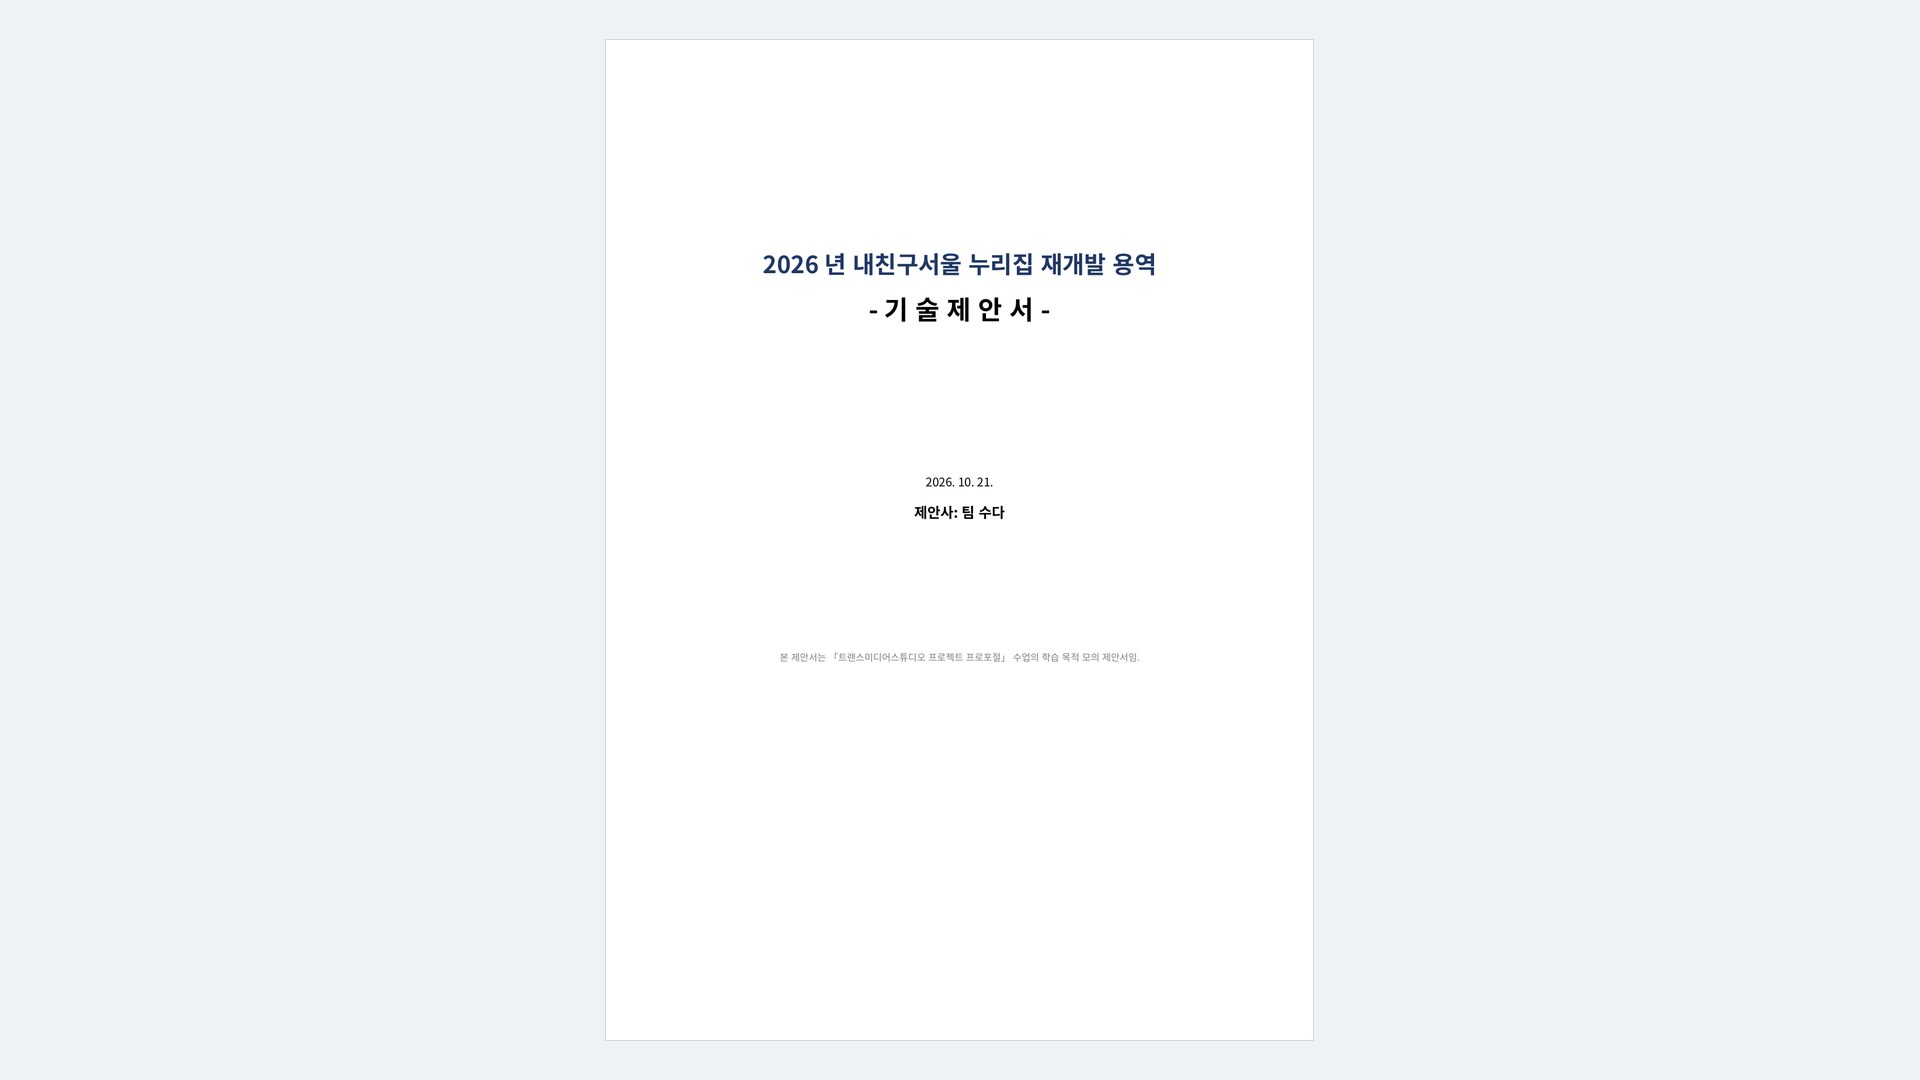 2026 년 내친구서울 누리집 재개발 용역
- 기 술 제 안 서 -
2026. 10. 21.
제안사: 팀 수다
본 제안서는 「트랜스미디어스튜디오 프로젝트 프로포절」 수업의 학습 목적 모의 제안서임.